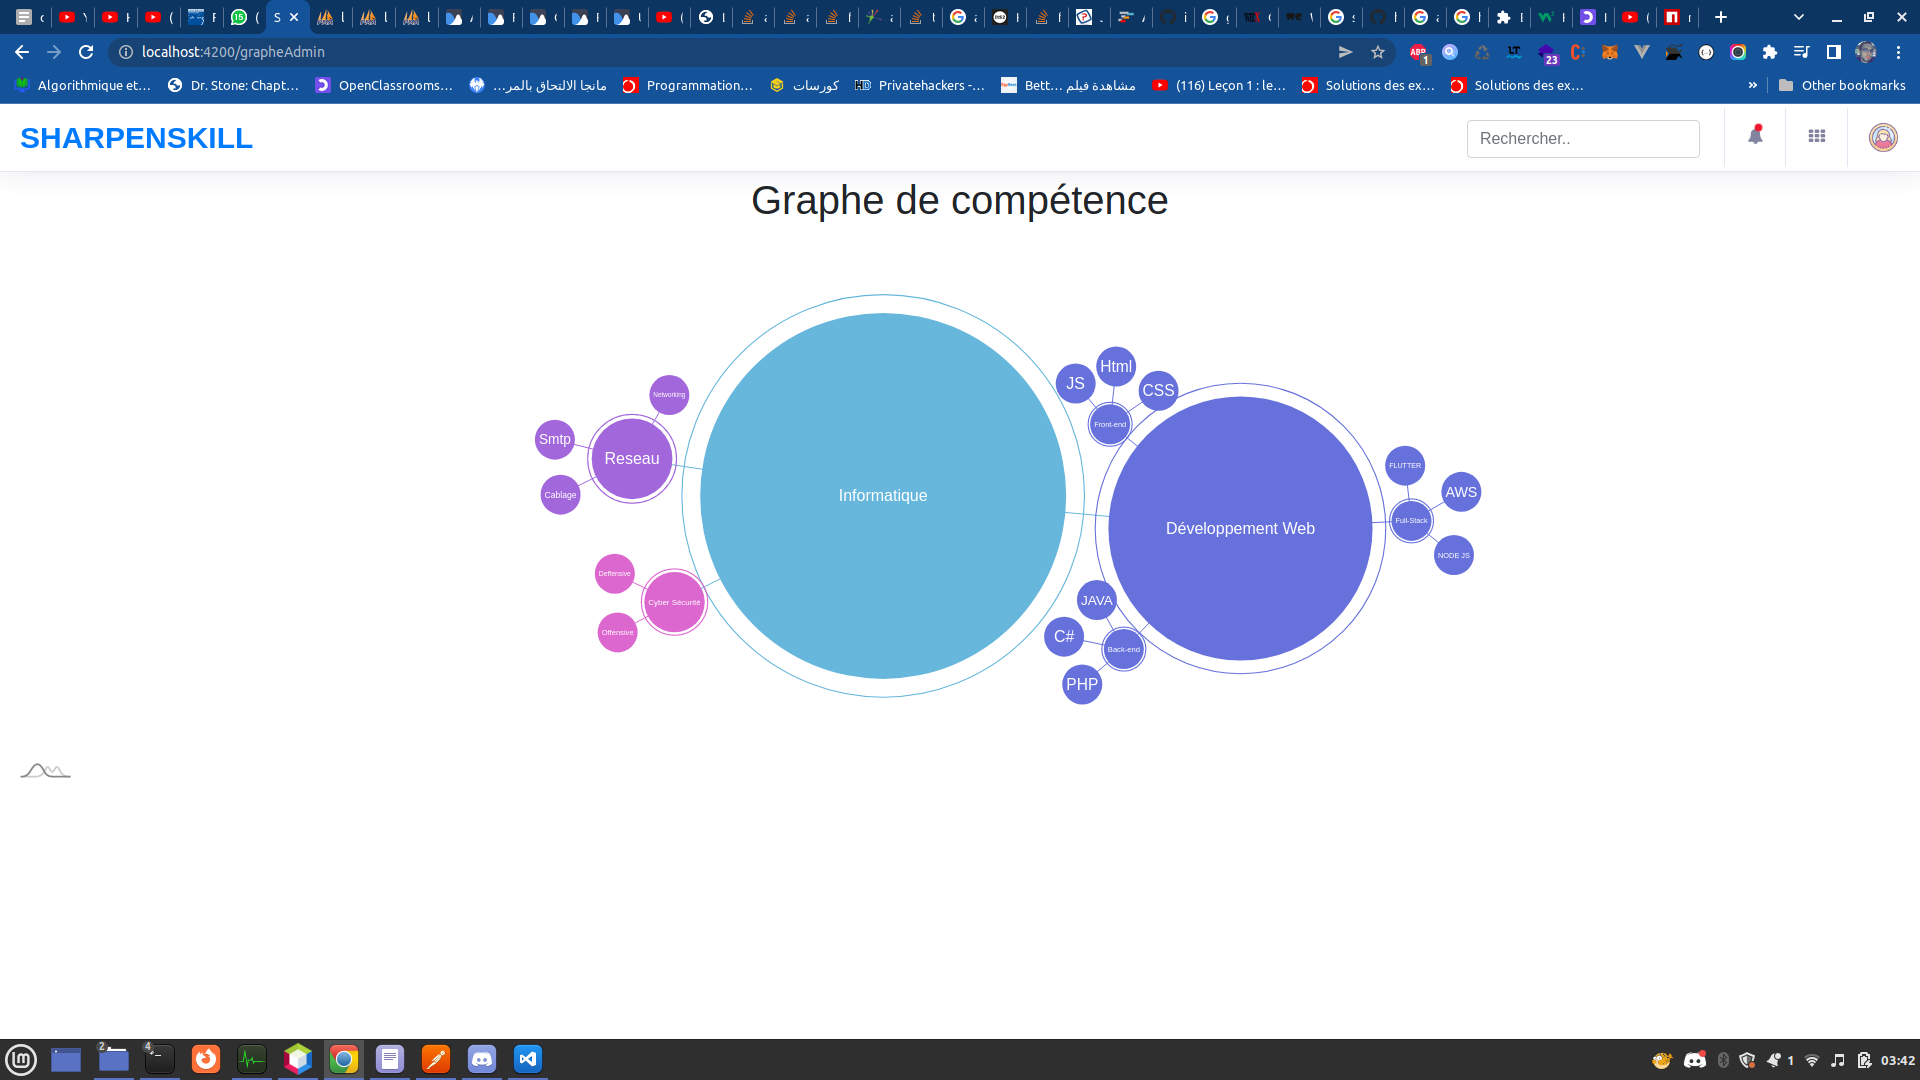 localhost:4200/grapheAdmin
Algorithmique et...
Dr. Stone: Chapt...
OpenClassrooms...
مانجا الالتحاق بالمر...
Programmation...
كورسات
Privatehackers -...
مشاهدة فيلم ...Bett
(116) Leçon 1 : le...
Solutions des ex...
Solutions des ex...
Other bookmarks
SHARPENSKILL
Rechercher..
Graphe de compétence
Html
JS
CSS
Networking
Front-end
Smtp
Reseau
Cablage
Informatique
Développement Web
FLUTTER
AWS
Full-Stack
NODE JS
Deffensive
Cyber Sécurité
Offensive
JAVA
C#
Back-end
PHP
2
4
1
03:42